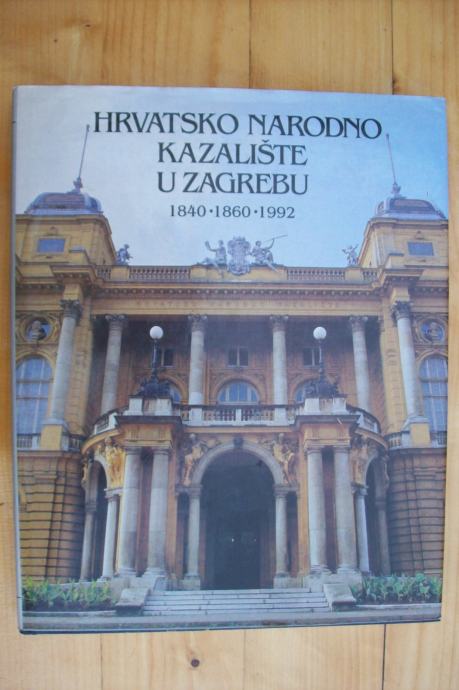 HRVATSKO NARODNO
KAZALIŠTE
U ZAGREBU
1840·1860·1992